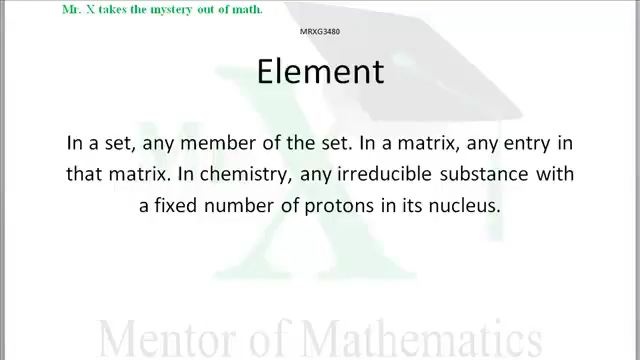 Mr. X takes the mystery out of math.
MRXG3480
Element
In a set, any member of the set. In a matrix, any entry in
that matrix. In chemistry, any irreducible substance with
a fixed number of protons in its nucleus.
Mr.
X
Mentor of Mathematics